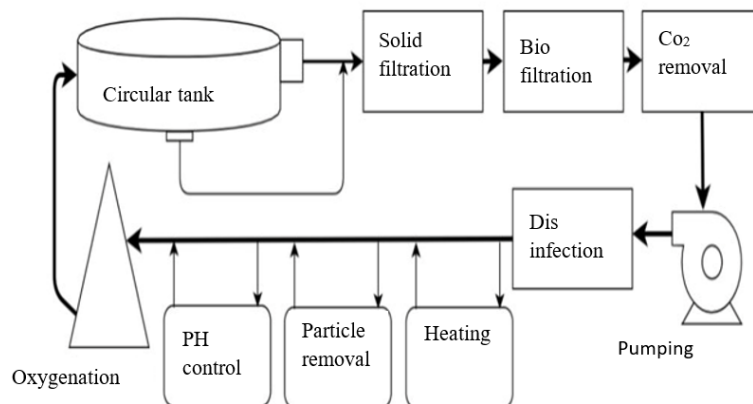 Circular tank
Solid
filtration
Bio
filtration
Co₂
removal
Pumping
Dis
infection
Heating
Particle
removal
PH
control
Oxygenation